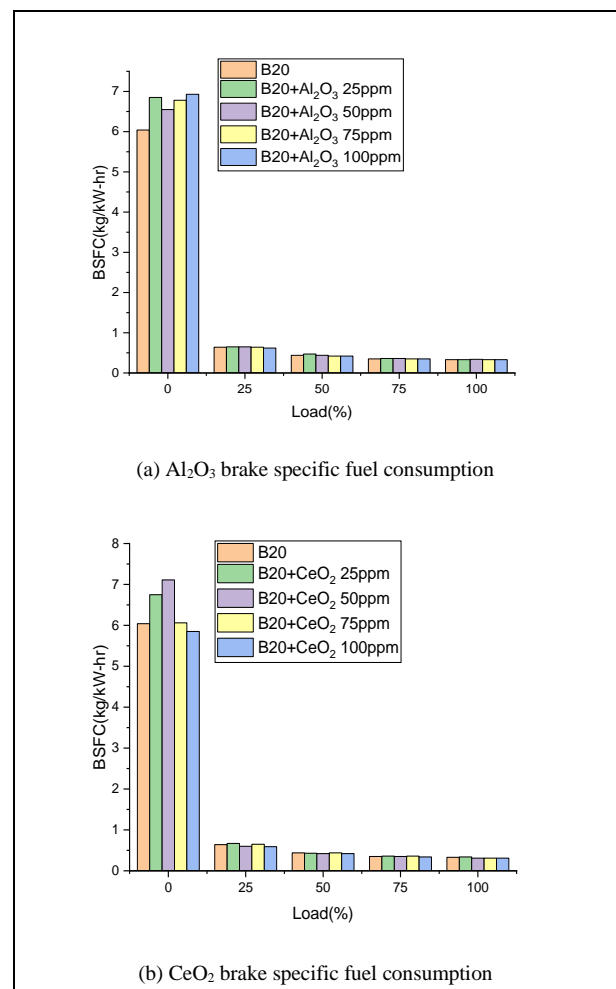 B20
B20+Al₂O₃ 25ppm
B20+Al₂O₃ 50ppm
B20+Al₂O₃ 75ppm
B20+Al₂O₃ 100ppm
7
6
5
4
3
2
1
0
BSFC(kg/kW-hr)
0 25 50 75 100
Load(%)
(a) Al₂O₃ brake specific fuel consumption
B20
B20+CeO₂ 25ppm
B20+CeO₂ 50ppm
B20+CeO₂ 75ppm
B20+CeO₂ 100ppm
8
7
6
5
4
3
2
1
0
BSFC(kg/kW-hr)
0 25 50 75 100
Load(%)
(b) CeO₂ brake specific fuel consumption